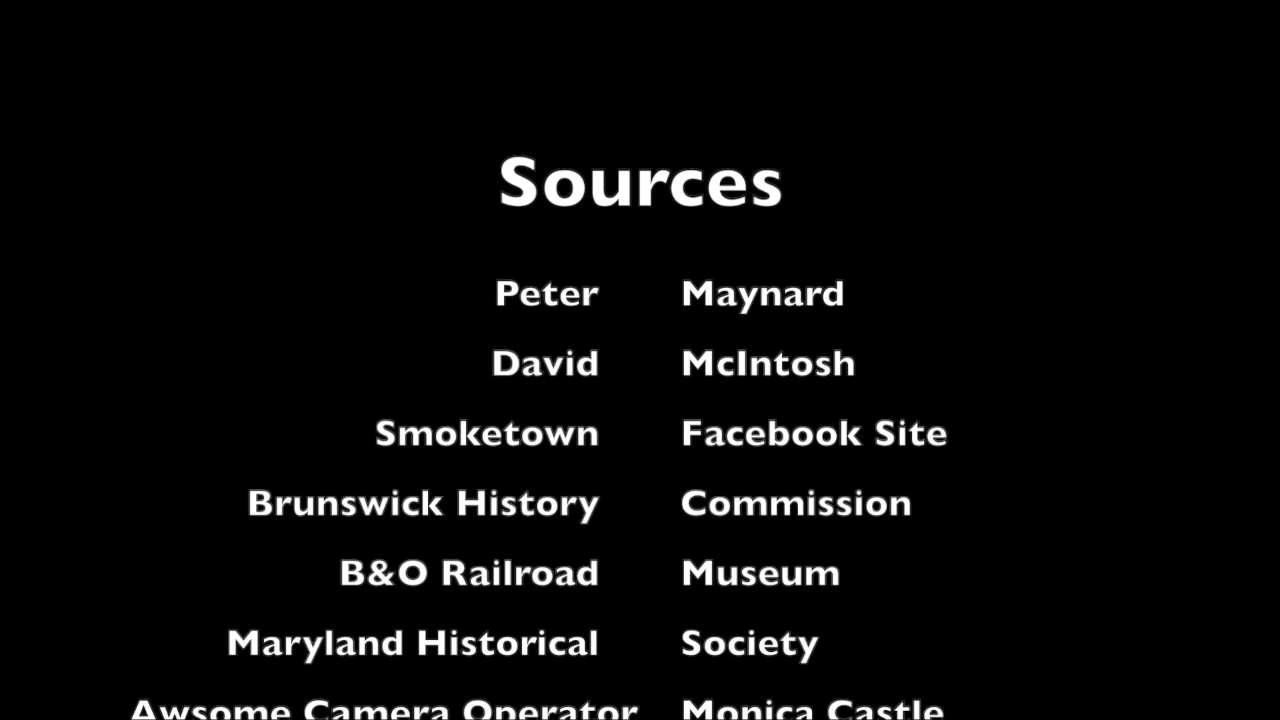 Sources
Peter Maynard
David McIntosh
Smoketown Facebook Site
Brunswick History Commission
B&O Railroad Museum
Maryland Historical Society
Awsome Camera Operator Monica Castle